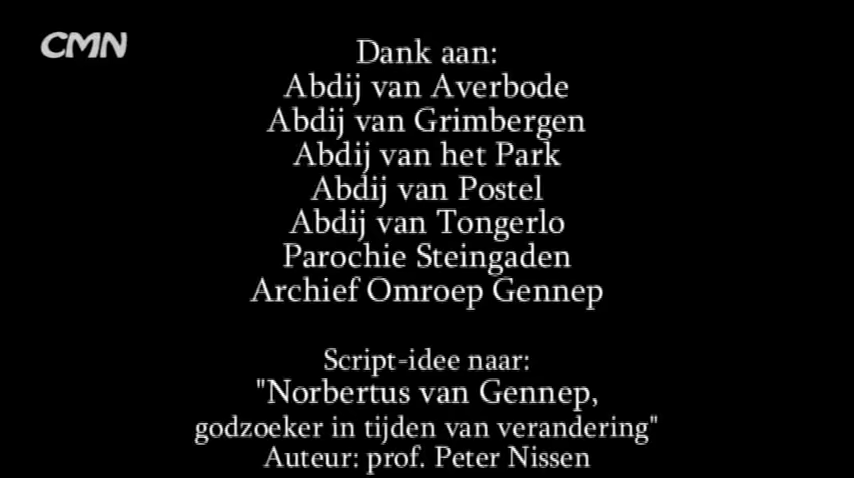 CMN
Dank aan:
Abdij van Averbode
Abdij van Grimbergen
Abdij van het Park
Abdij van Postel
Abdij van Tongerlo
Parochie Steingaden
Archief Omroep Gennep
Script-idee naar:
"Norbertus van Gennep,
godzoeker in tijden van verandering"
Auteur: prof. Peter Nissen